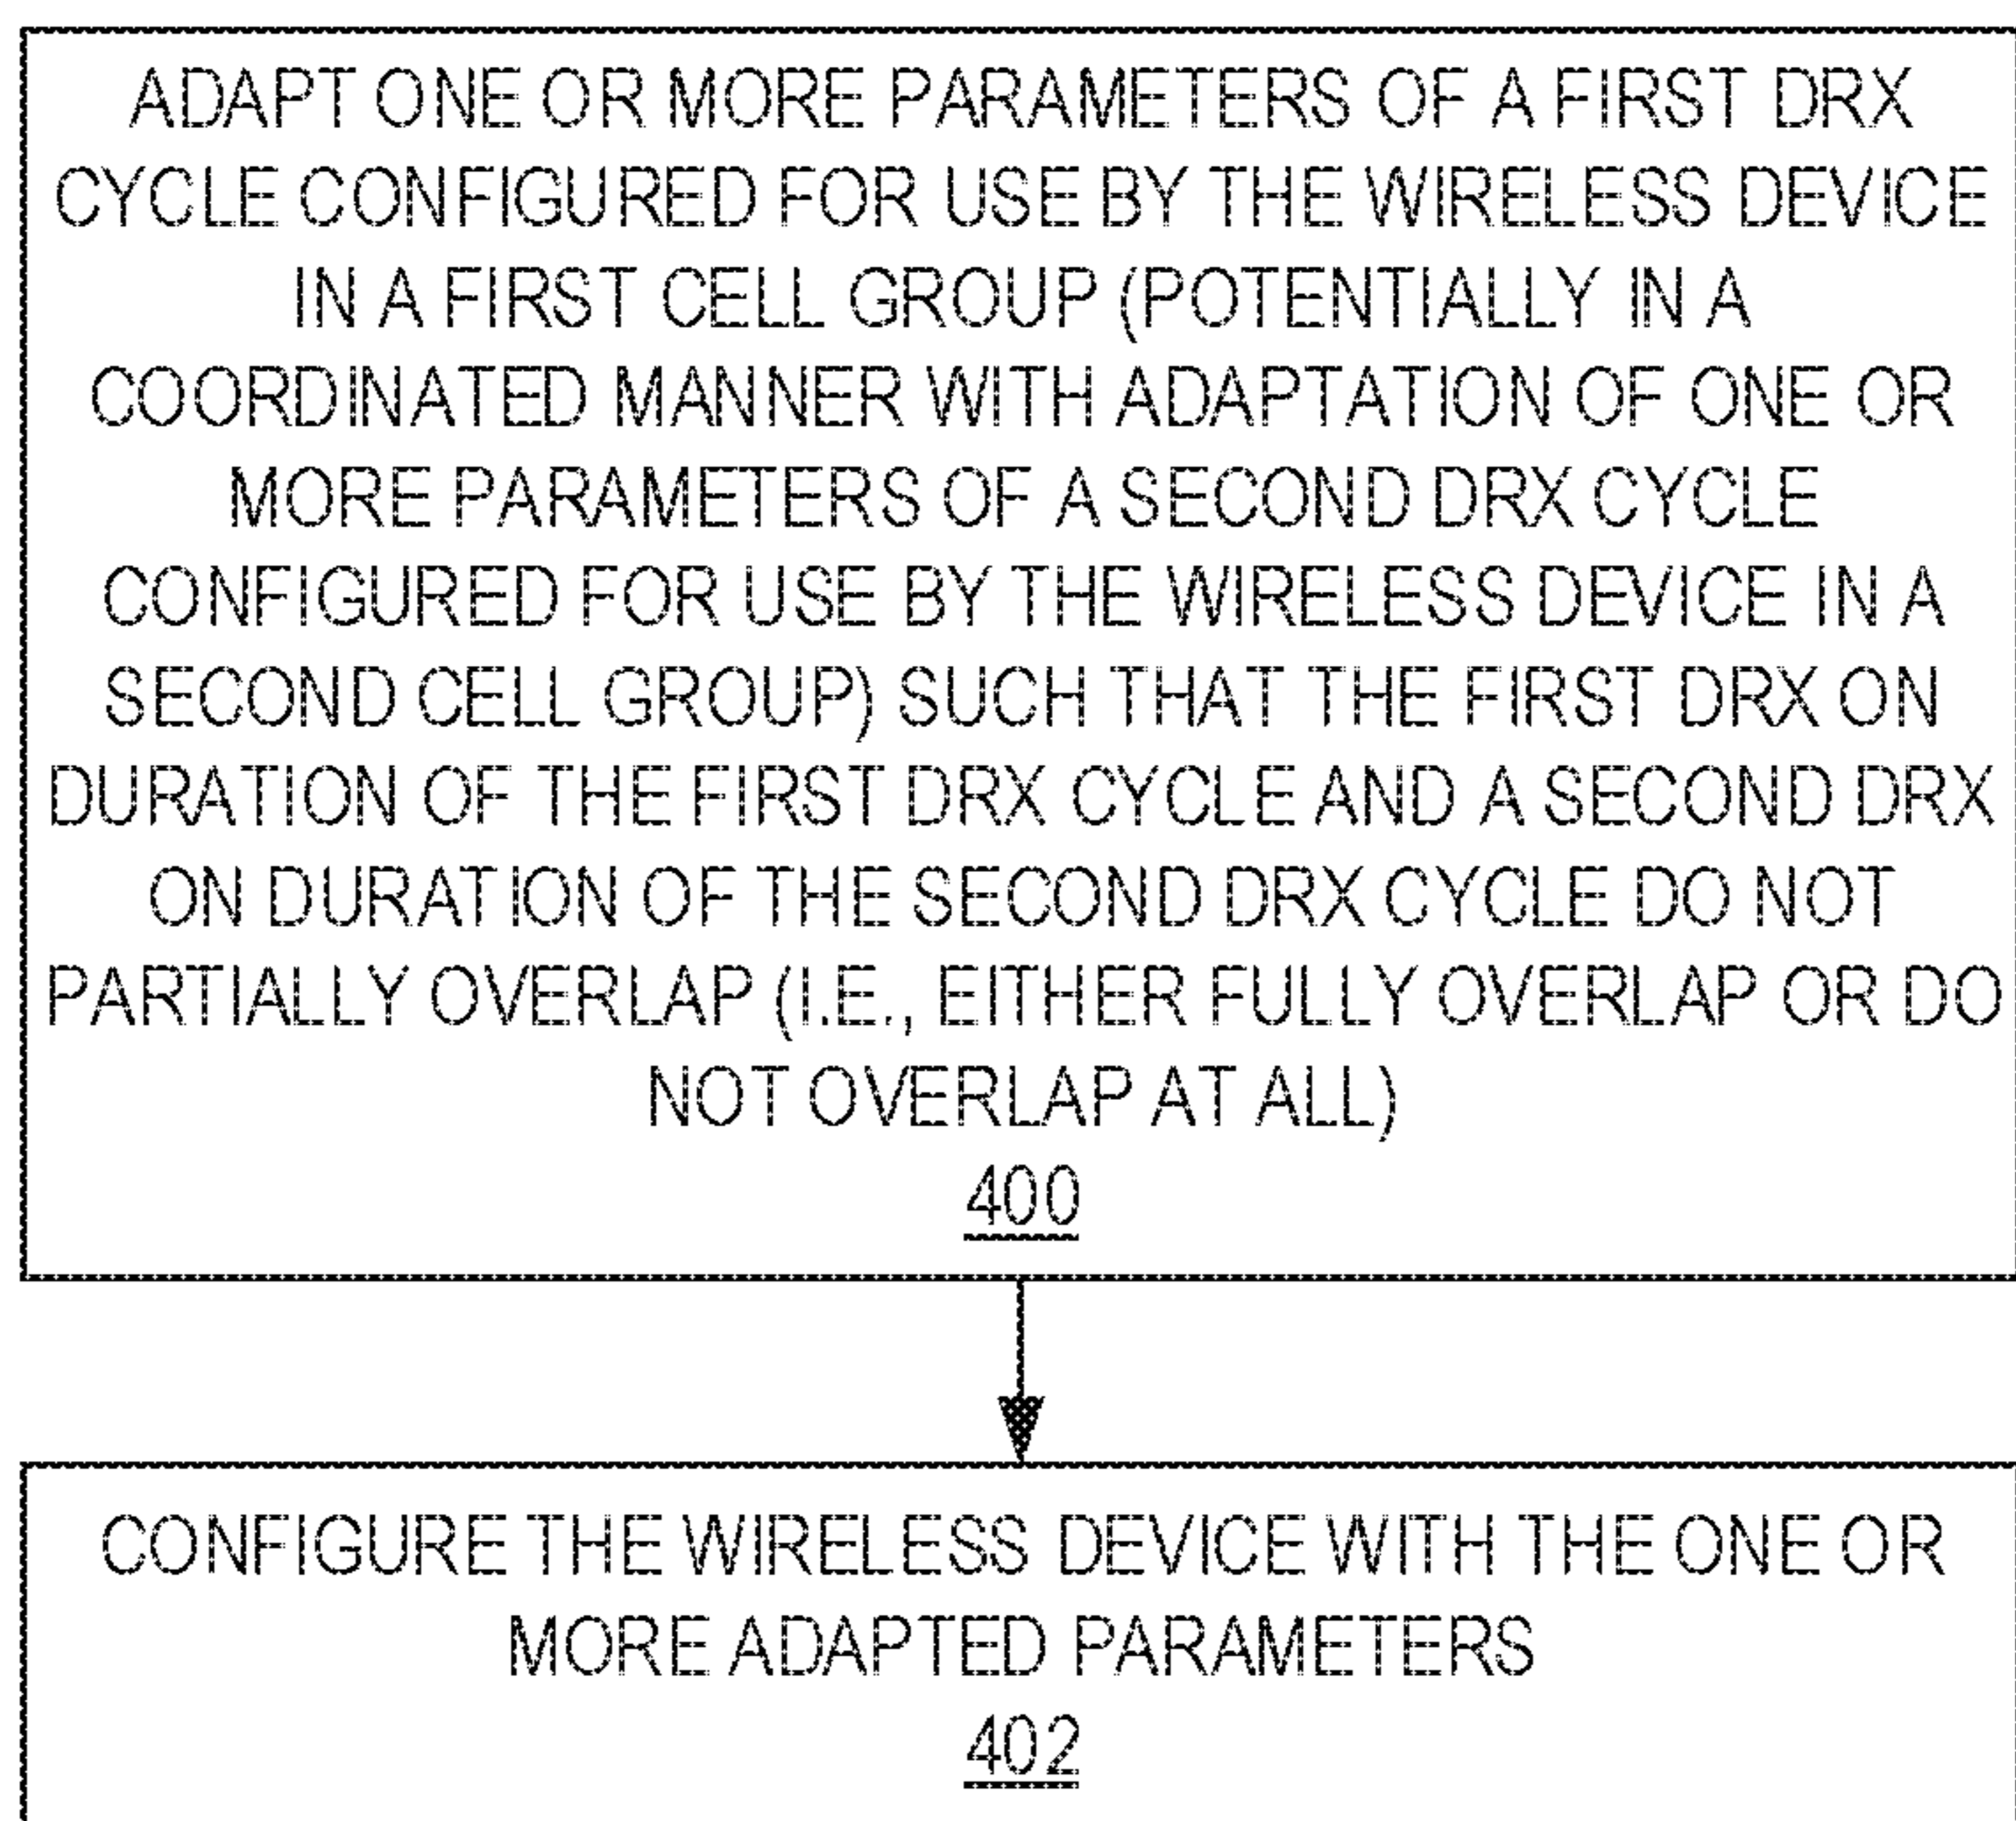 ADAPT ONE OR MORE PARAMETERS OF A FIRST DRX
CYCLE CONFIGURED FOR USE BY THE WIRELESS DEVICE
IN A FIRST CELL GROUP (POTENTIALLY IN A
COORDINATED MANNER WITH ADAPTATION OF ONE OR
MORE PARAMETERS OF A SECOND DRX CYCLE
CONFIGURED FOR USE BY THE WIRELESS DEVICE IN A
SECOND CELL GROUP) SUCH THAT THE FIRST DRX ON
DURATION OF THE FIRST DRX CYCLE AND A SECOND DRX
ON DURATION OF THE SECOND DRX CYCLE DO NOT
PARTIALLY OVERLAP (I.E., EITHER FULLY OVERLAP OR DO
NOT OVERLAP AT ALL)
400
CONFIGURE THE WIRELESS DEVICE WITH THE ONE OR
MORE ADAPTED PARAMETERS
402